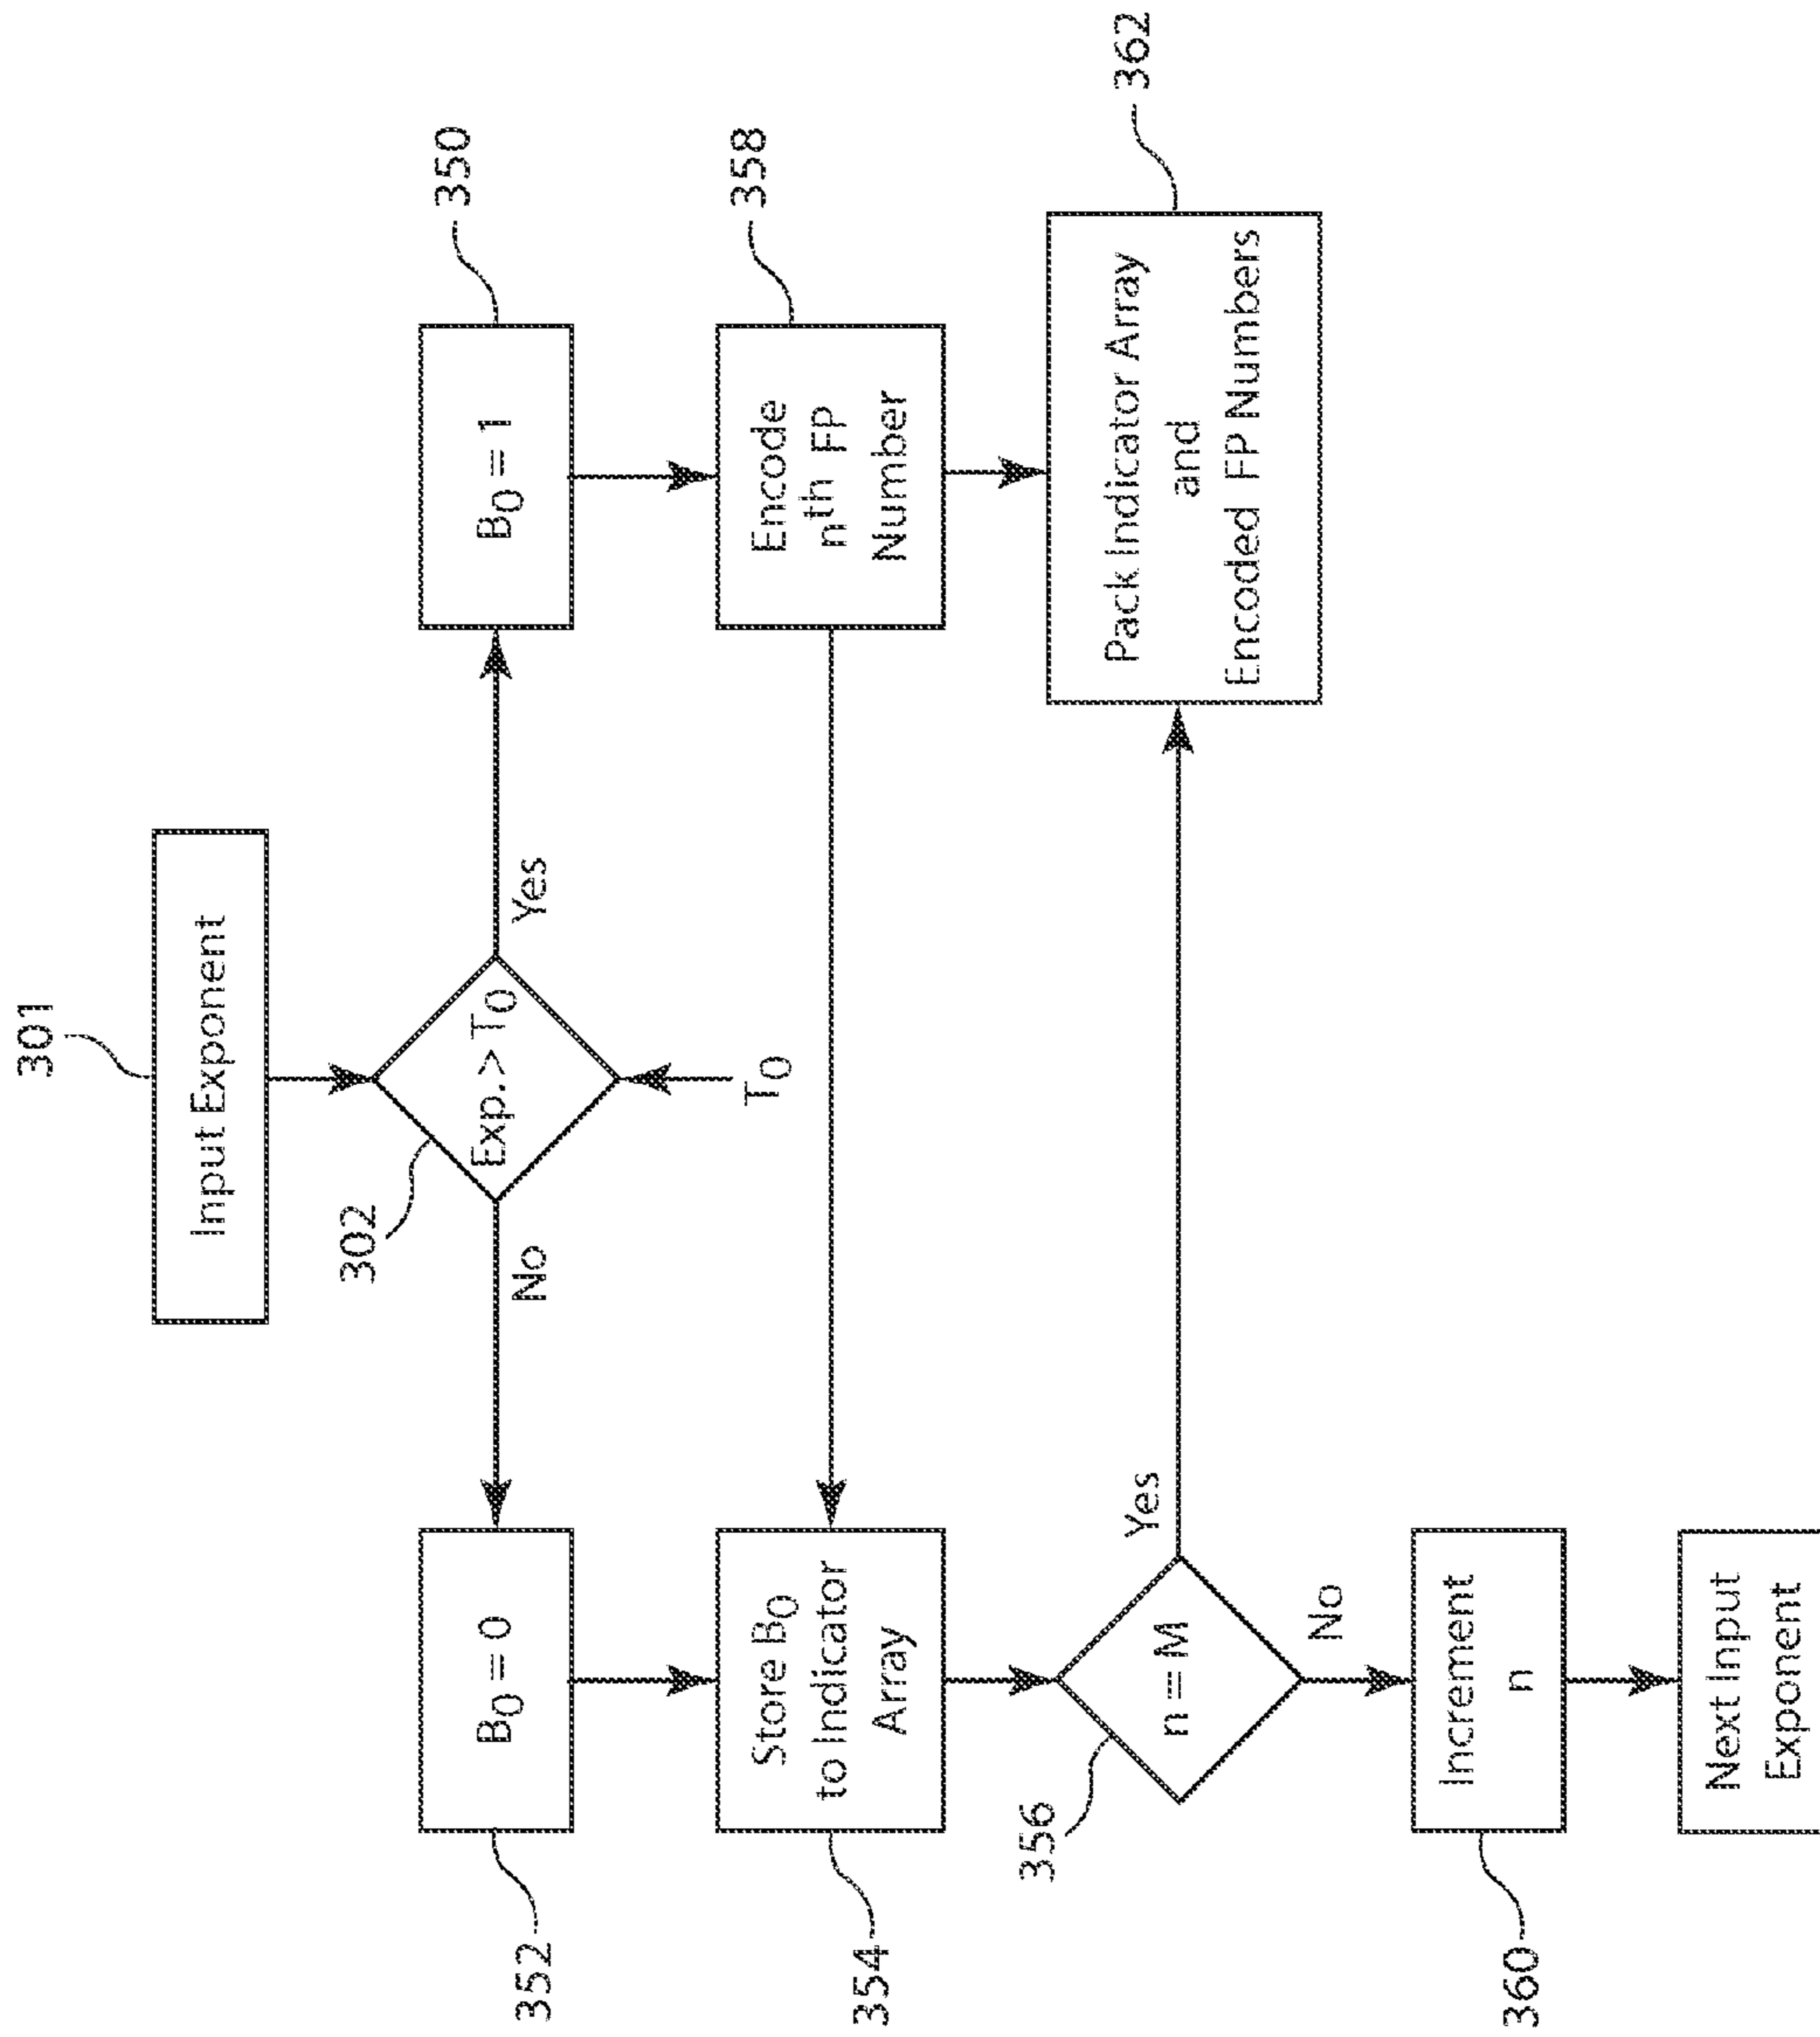 301
Input Exponent
302
Exp. > T0
No
Yes
T0
352
B0 = 0
B0 = 1
350
354
Store B0
to Indicator
Array
Encode
nth FP
Number
358
356
n = M
Yes
No
Pack Indicator Array
and
Encoded FP Numbers
362
360
Increment
n
Next Input
Exponent